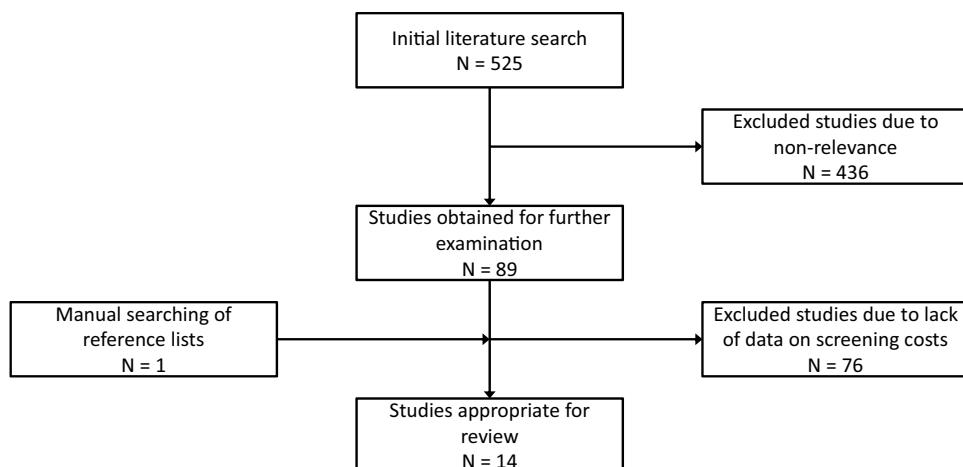 Initial literature search
N = 525
Excluded studies due to
non-relevance
N = 436
Studies obtained for further
examination
N = 89
Manual searching of
reference lists
N = 1
Excluded studies due to lack
of data on screening costs
N = 76
Studies appropriate for
review
N = 14